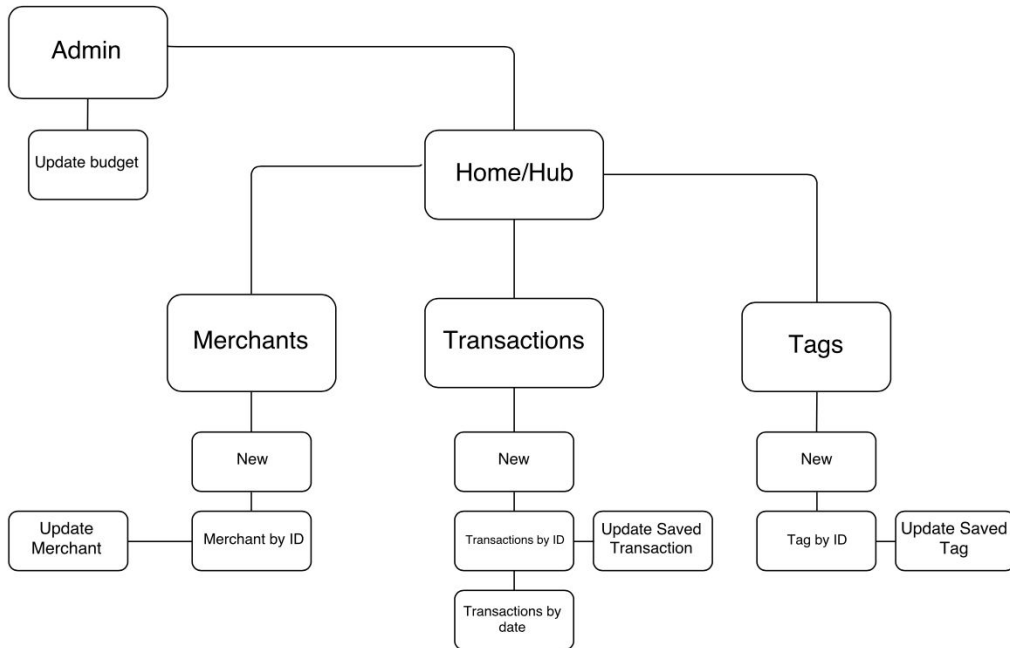 Admin
Update budget
Home/Hub
Merchants
Transactions
Tags
New
New
New
Update
Merchant
Merchant by ID
Transactions by ID
Update Saved
Transaction
Tag by ID
Update Saved
Tag
Transactions by
date